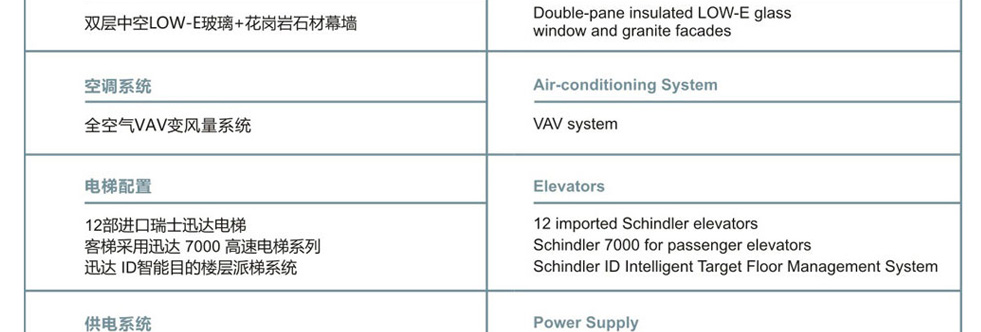 双层中空LOW-E玻璃+花岗岩石材幕墙
Double-pane insulated LOW-E glass
window and granite facades
空调系统
Air-conditioning System
全空气VAV变风量系统
VAV system
电梯配置
Elevators
12部进口瑞士迅达电梯
客梯采用迅达 7000 高速电梯系列
迅达 ID智能目的楼层派梯系统
12 imported Schindler elevators
Schindler 7000 for passenger elevators
Schindler ID Intelligent Target Floor Management System
供电系统
Power Supply